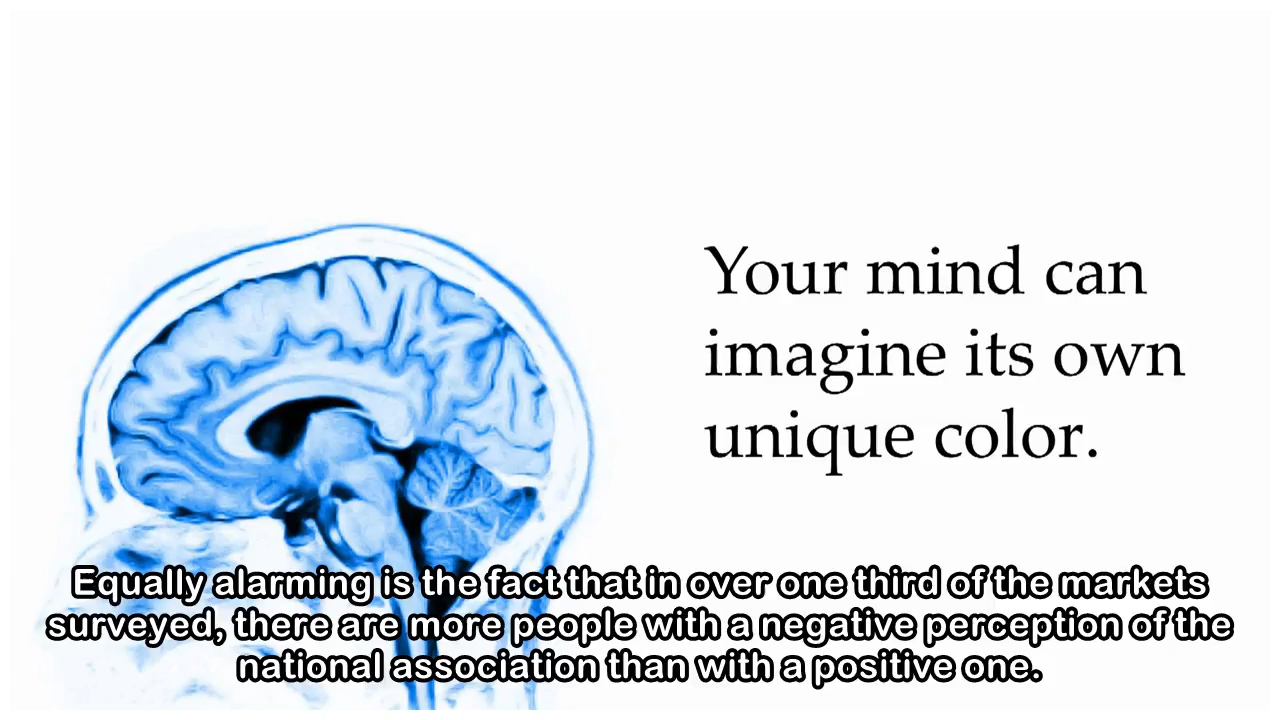 Your mind can
imagine its own
unique color.
Equally alarming is the fact that in over one third of the markets
surveyed, there are more people with a negative perception of the
national association than with a positive one.